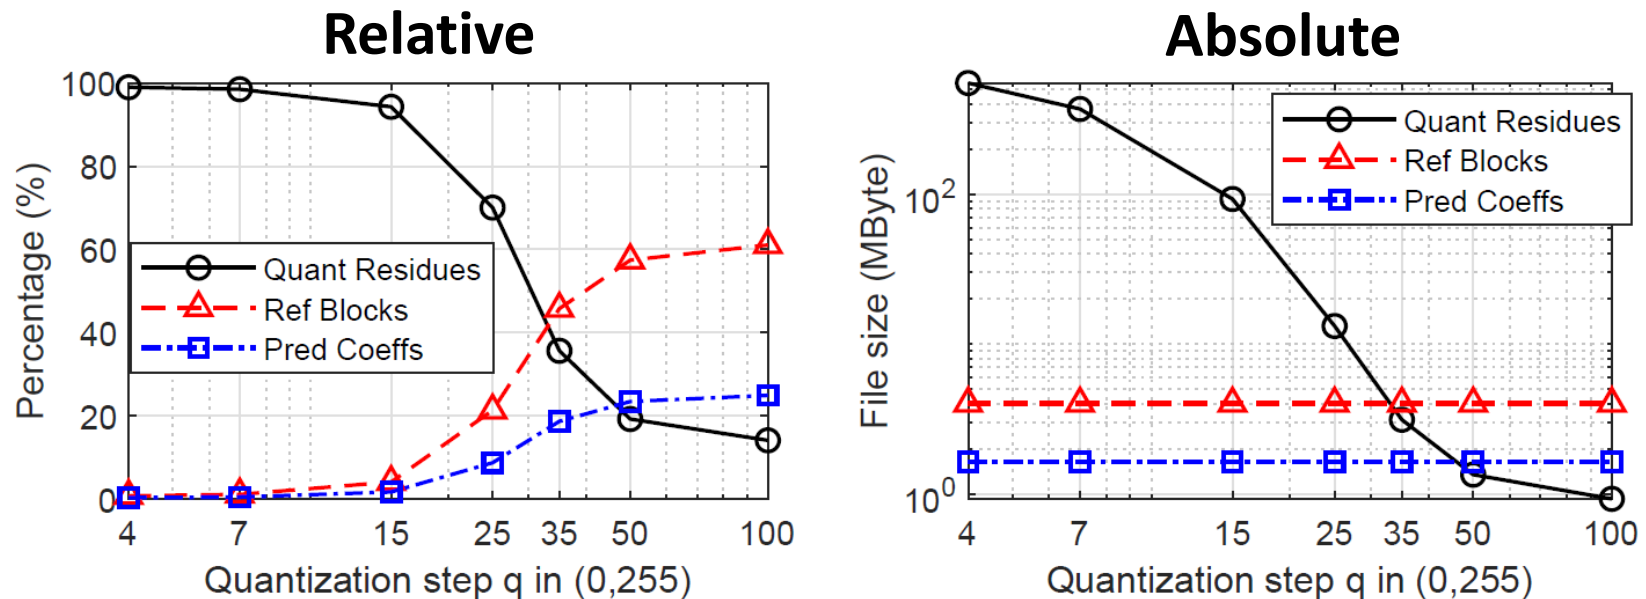 Relative
Percentage (%)
100
80
60
40
20
0
Quant Residues
Ref Blocks
Pred Coeffs
4 7 15 25 35 50 100
Quantization step q in (0,255)
Absolute
File size (MByte)
10²
10⁰
Quant Residues
Ref Blocks
Pred Coeffs
4 7 15 25 35 50 100
Quantization step q in (0,255)